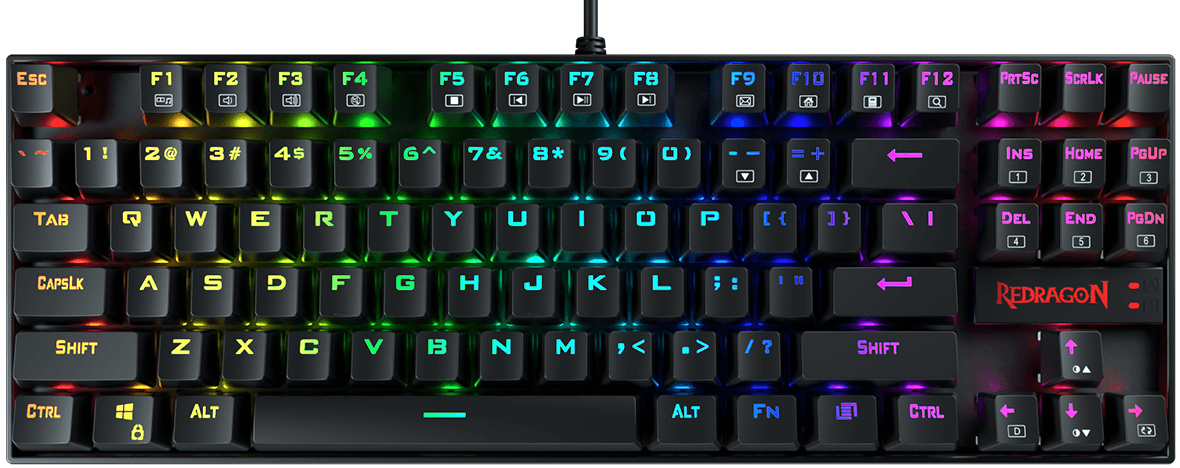 Esc F1 F2 F3 F4 F5 F6 F7 F8 F9 F10 F11 F12 PrtSc ScrLk Pause
` ~ 1 ! 2 @ 3 # 4 $ 5 % 6 ^ 7 & 8 * 9 ( 0 ) - - = + Ins 1 Home 2 PgUp 3
Tab Q W E R T Y U I O P [ { ] } \ | Del 4 End 5 PgDn 6
CapsLk A S D F G H J K L ; : ' " REDRAGON
Shift Z X C V B N M , < . > / ? Shift
Ctrl Alt Alt Fn Ctrl D